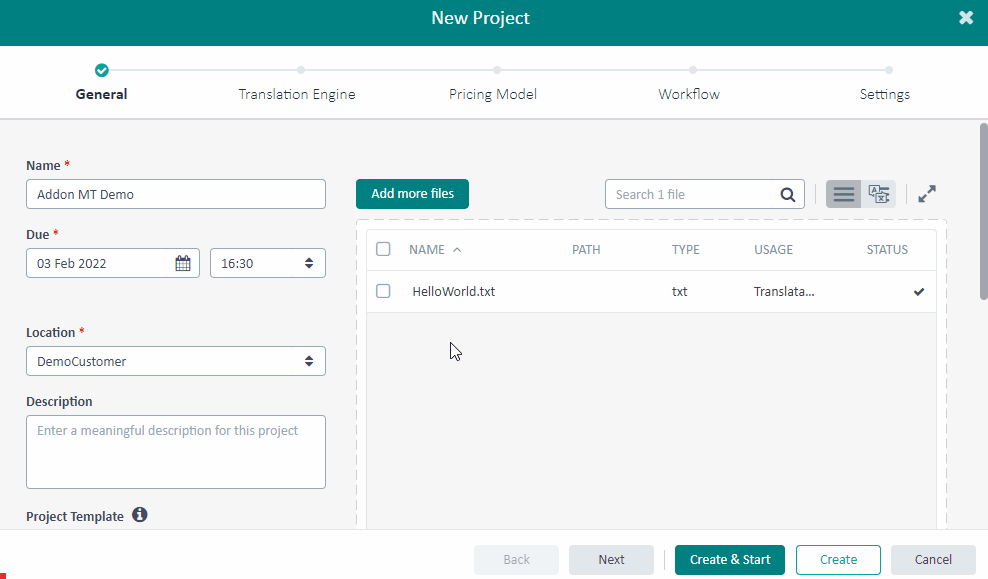 New Project
General
Translation Engine
Pricing Model
Workflow
Settings
Name *
Addon MT Demo
Due *
03 Feb 2022
16:30
Location *
DemoCustomer
Description
Enter a meaningful description for this project
Project Template
Add more files
Search 1 file
NAME PATH TYPE USAGE STATUS
HelloWorld.txt txt Translata...
Back Next Create & Start Create Cancel